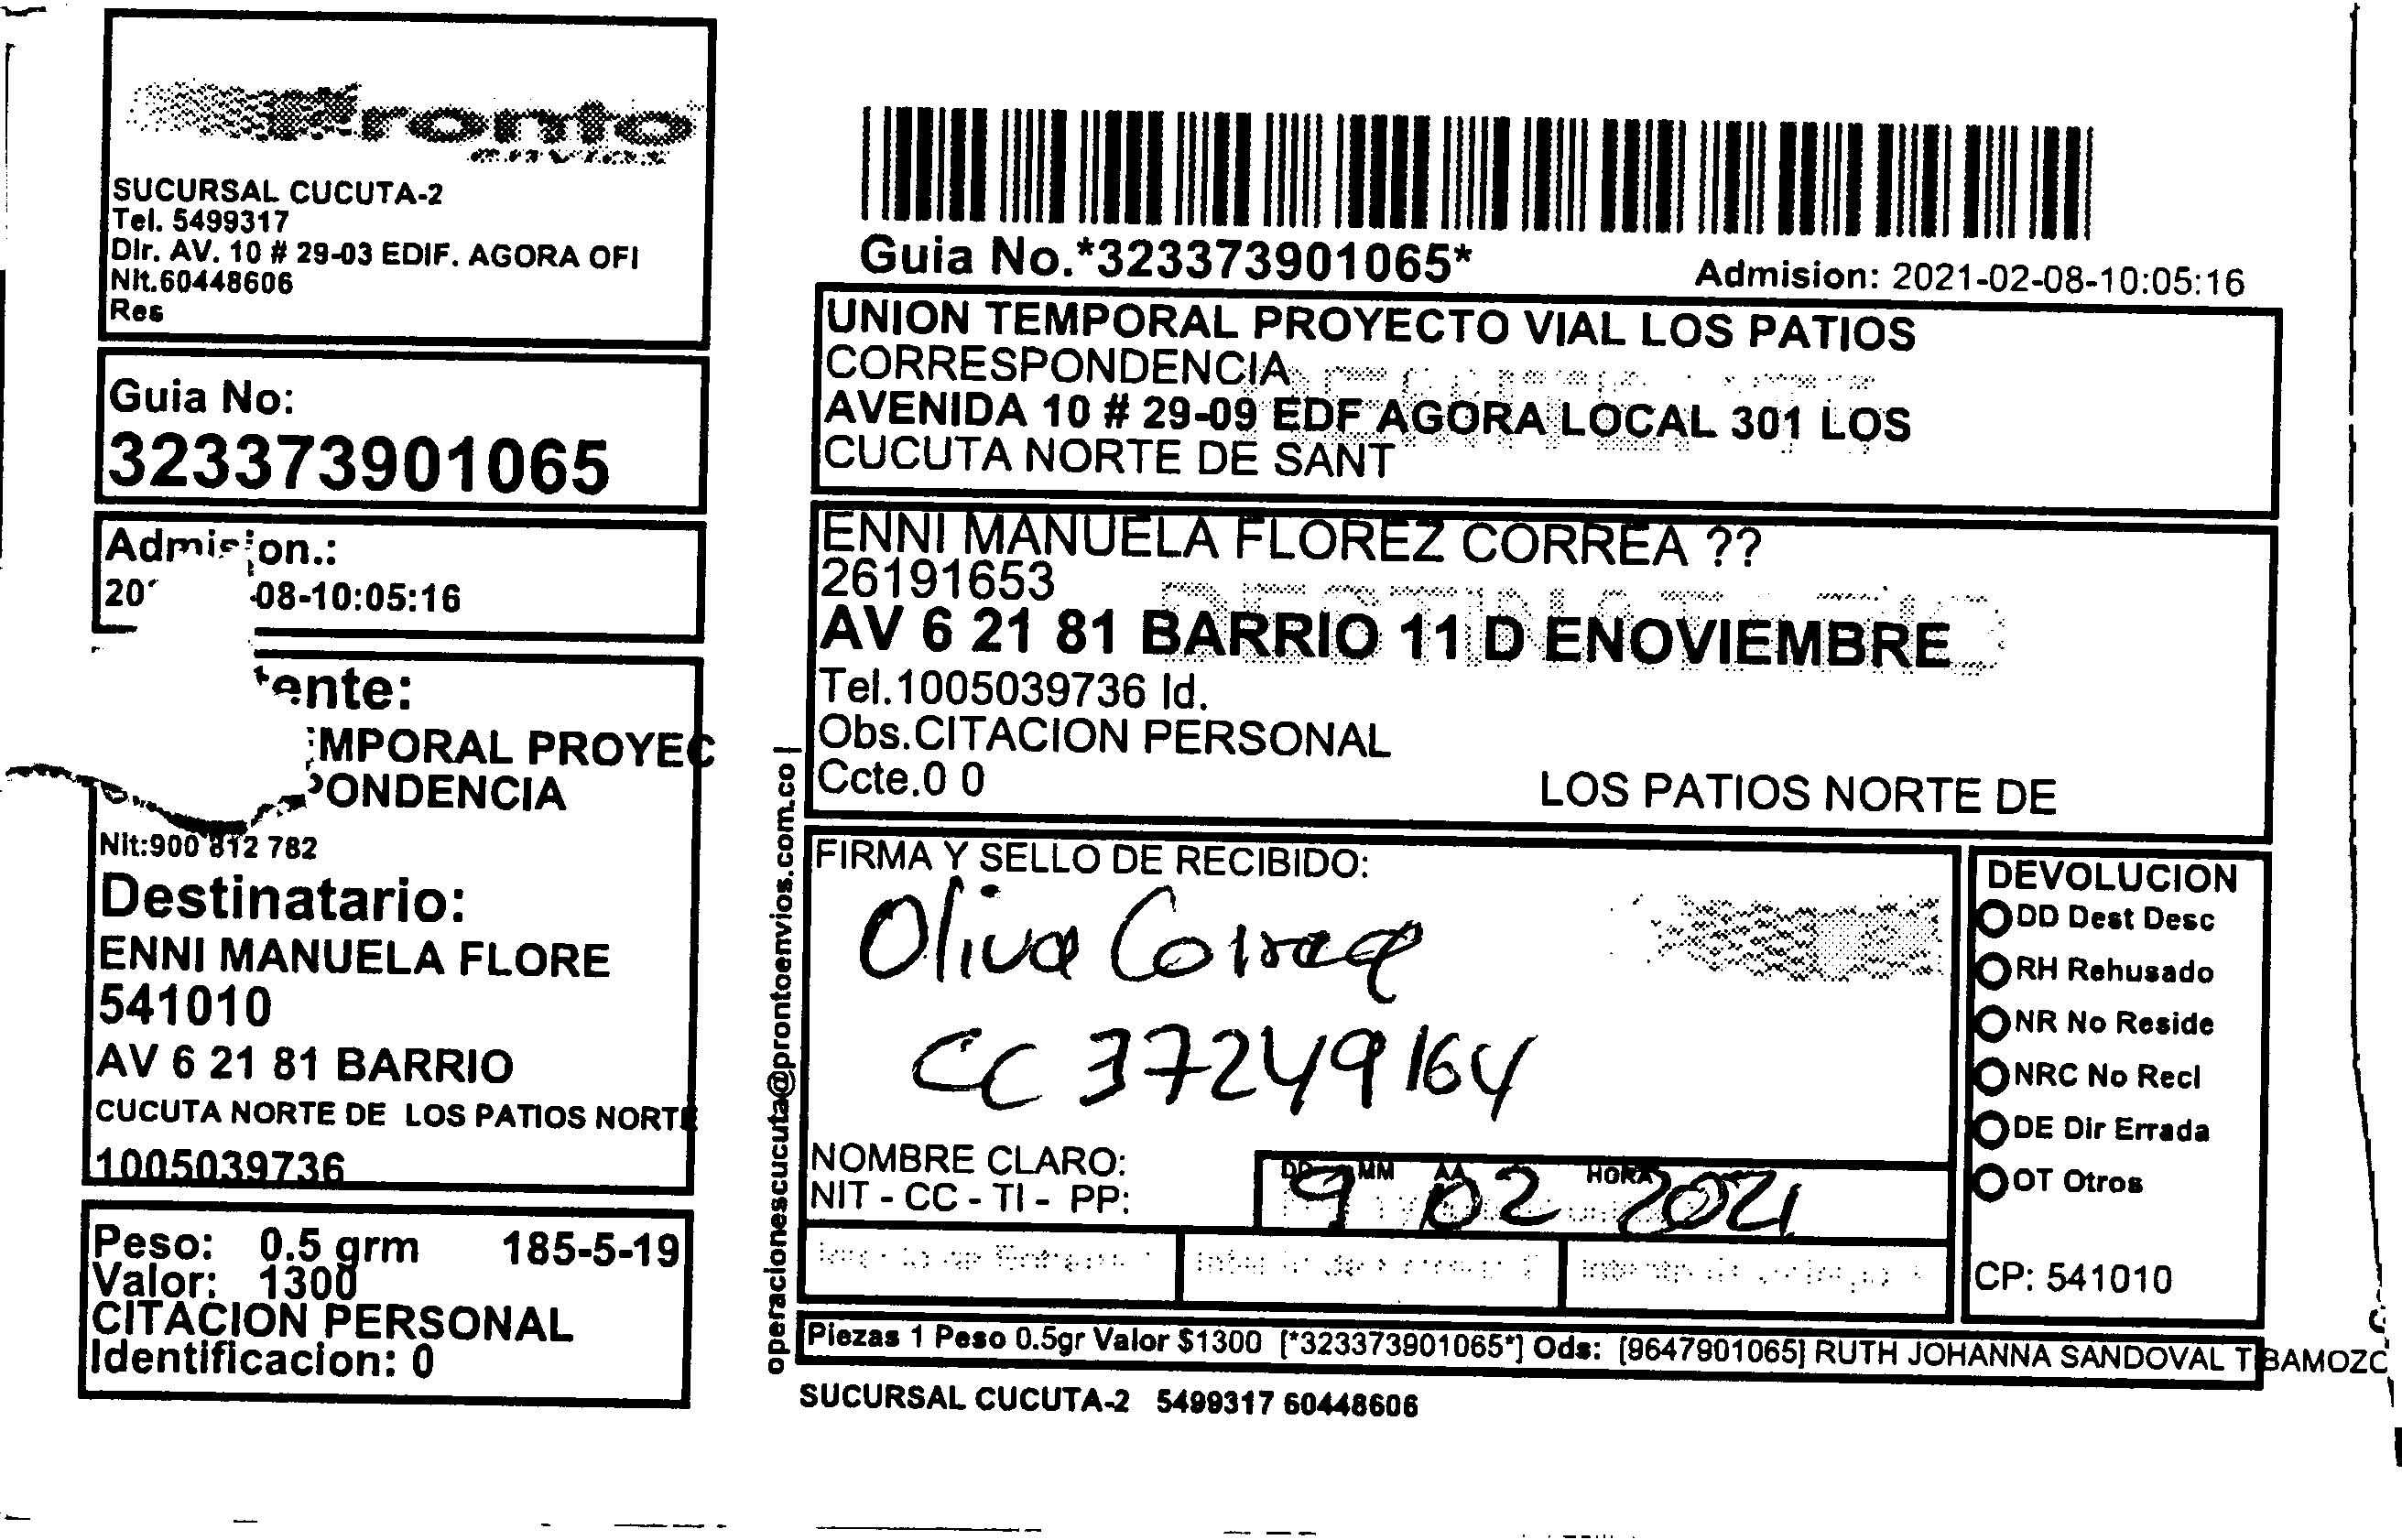 Pronto
envios
SUCURSAL CUCUTA-2
Tel. 5499317
Dir. AV. 10 # 29-03 EDIF. AGORA OFI
Nit.60448606
Res
Guia No:
323373901065
Admision.:
08-10:05:16
ente:
EMPORAL PROYEC
PONDENCIA
Nit:900 812 782
Destinatario:
ENNI MANUELA FLORE
541010
AV 6 21 81 BARRIO
CUCUTA NORTE DE LOS PATIOS NORTE
1005039736
Peso: 0.5 grm 185-5-19
Valor: 1300
CITACION PERSONAL
Identificacion: 0
operacionescucuta@prontoenvios.com.co |
Guia No.*323373901065*
Admision: 2021-02-08-10:05:16
UNION TEMPORAL PROYECTO VIAL LOS PATIOS
CORRESPONDENCIA
AVENIDA 10 # 29-09 EDF AGORA LOCAL 301 LOS
CUCUTA NORTE DE SANT
ENNI MANUELA FLOREZ CORREA ??
26191653
DESTINATARIO
AV 6 21 81 BARRIO 11 D ENOVIEMBRE
Tel.1005039736 Id.
Obs.CITACION PERSONAL
Ccte.0 0
LOS PATIOS NORTE DE
FIRMA Y SELLO DE RECIBIDO:
Oliva Correa
CC 37249164
NOMBRE CLARO:
NIT - CC - TI - PP:
DD MM AA HORA
9 02 2021
DEVOLUCION
DD Dest Desc
RH Rehusado
NR No Reside
NRC No Recl
DE Dir Errada
OT Otros
CP: 541010
Piezas 1 Peso 0.5gr Valor $1300 [*323373901065*] Ods: [9647901065] RUTH JOHANNA SANDOVAL TIBAMOZO
SUCURSAL CUCUTA-2 5499317 60448606